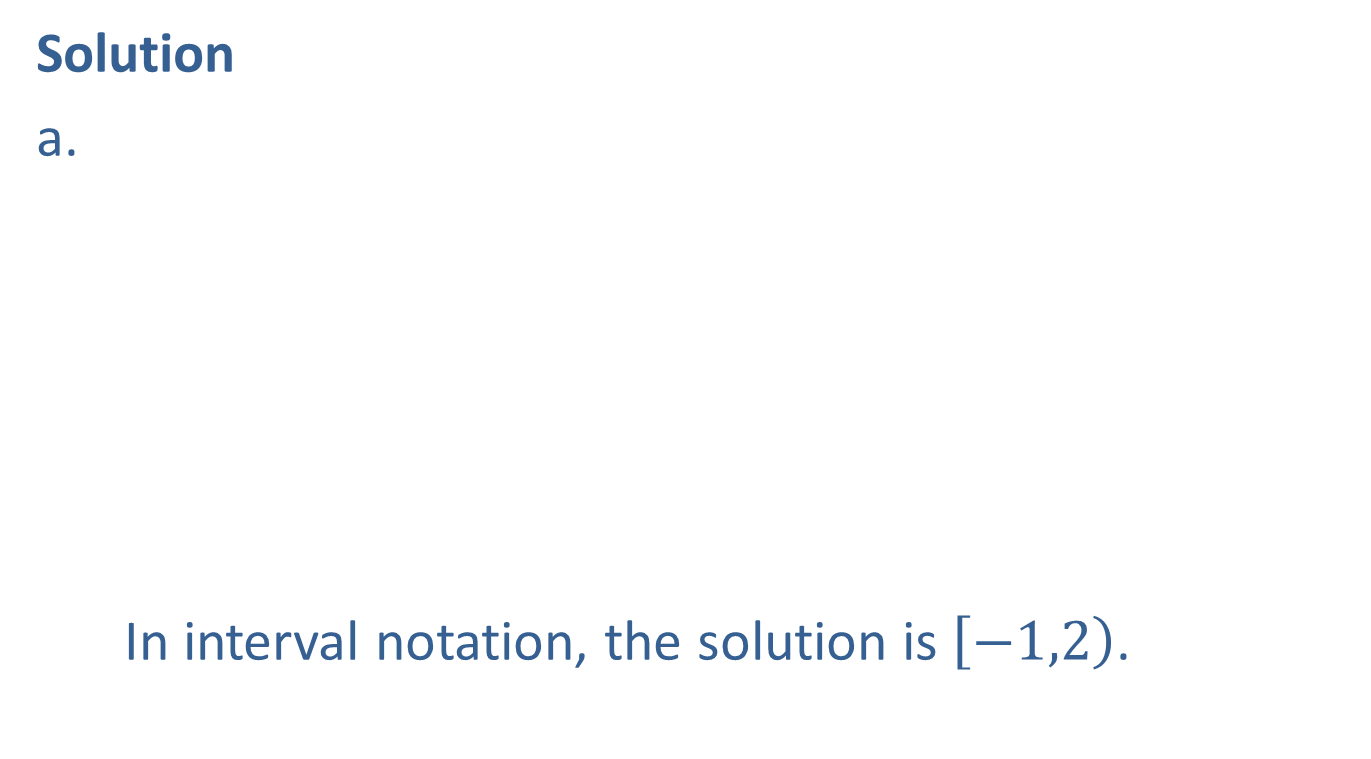 Solution
a.
In interval notation, the solution is [−1,2).